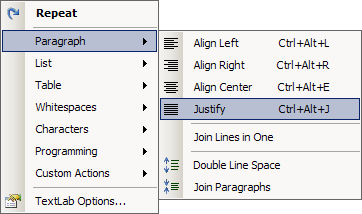 Repeat
Paragraph
List
Table
Whitespaces
Characters
Programming
Custom Actions
TextLab Options...
Align Left Ctrl+Alt+L
Align Right Ctrl+Alt+R
Align Center Ctrl+Alt+E
Justify Ctrl+Alt+J
Join Lines in One
Double Line Space
Join Paragraphs